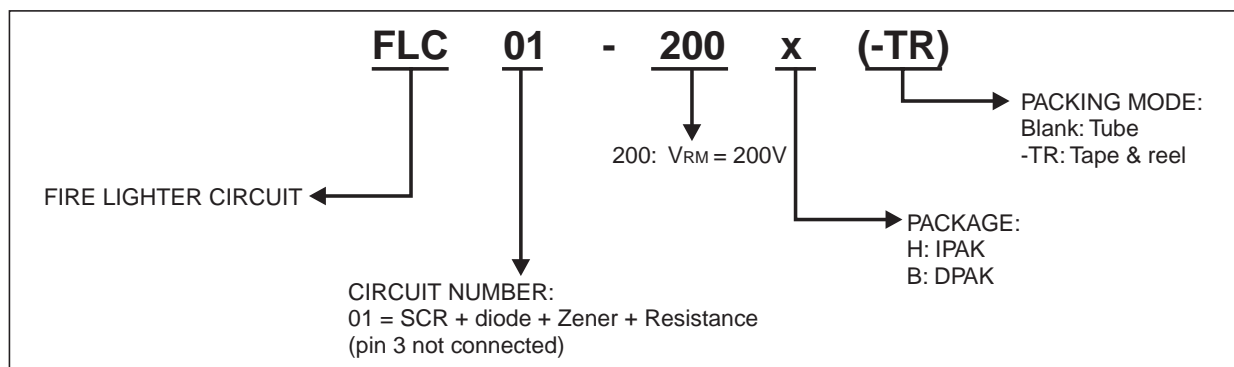 FLC 01 - 200 x (-TR)
PACKING MODE:
Blank: Tube
-TR: Tape & reel
200: VRM = 200V
FIRE LIGHTER CIRCUIT
PACKAGE:
H: IPAK
B: DPAK
CIRCUIT NUMBER:
01 = SCR + diode + Zener + Resistance
(pin 3 not connected)